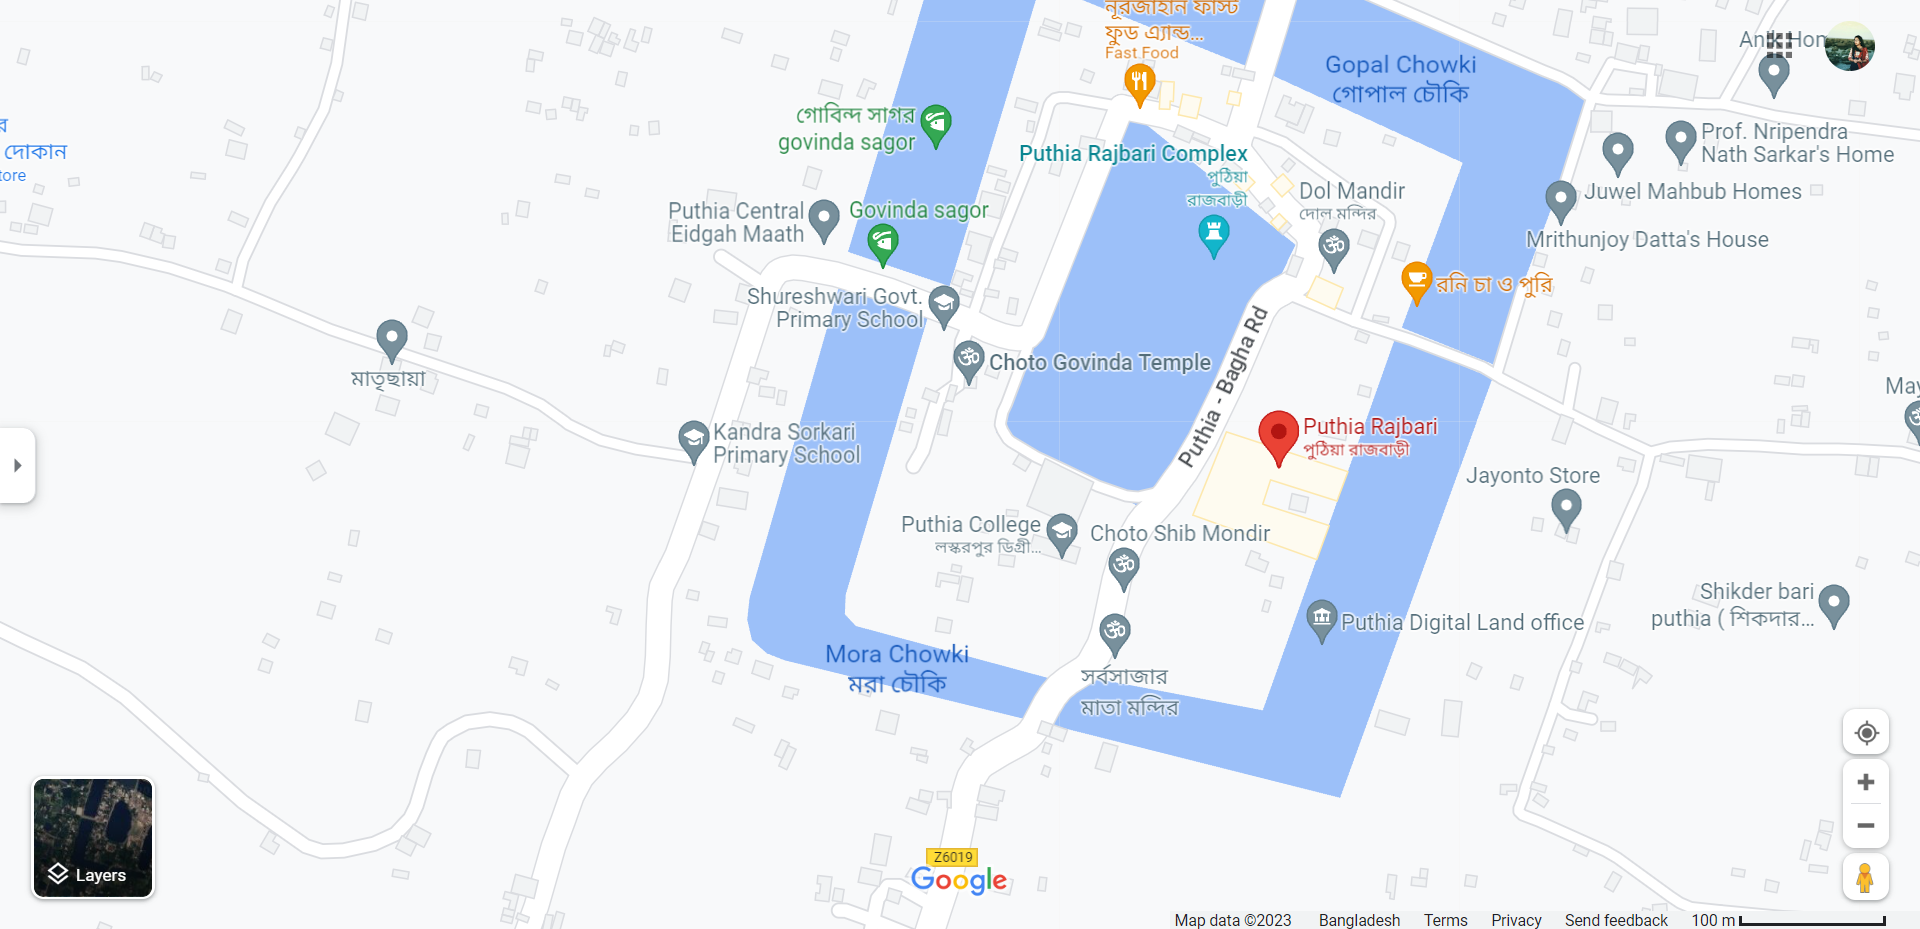 নূরজাহান ফাস্ট
ফুড এ্যান্ড...
Fast Food
Gopal Chowki
গোপাল চৌকি
র
দোকান
tore
গোবিন্দ সাগর
govinda sagor
Puthia Rajbari Complex
পুঠিয়া
রাজবাড়ী
Prof. Nripendra
Nath Sarkar's Home
Juwel Mahbub Homes
Mrithunjoy Datta's House
Dol Mandir
দোল মন্দির
Puthia Central
Eidgah Maath
Govinda sagor
রনি চা ও পুরি
Shureshwari Govt.
Primary School
Choto Govinda Temple
Puthia - Bagha Rd
মাতৃছায়া
May
Kandra Sorkari
Primary School
Puthia Rajbari
পুঠিয়া রাজবাড়ী
Jayonto Store
Puthia College
লস্করপুর ডিগ্রী...
Choto Shib Mondir
Shikder bari
puthia ( শিকদার...
Puthia Digital Land office
Mora Chowki
মরা চৌকি
সর্বসাজার
মাতা মন্দির
Layers
Z6019
Google
Map data ©2023 Bangladesh Terms Privacy Send feedback 100 m